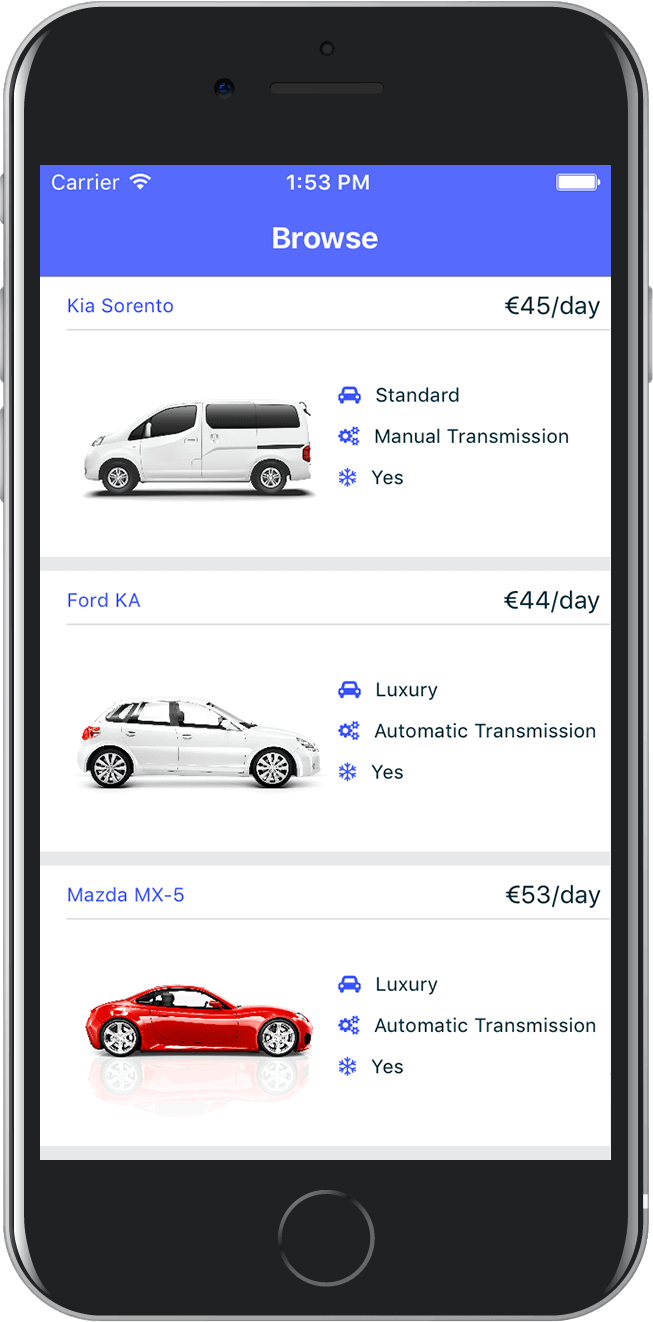 Carrier 1:53 PM
Browse
Kia Sorento €45/day
Standard
Manual Transmission
Yes
Ford KA €44/day
Luxury
Automatic Transmission
Yes
Mazda MX-5 €53/day
Luxury
Automatic Transmission
Yes